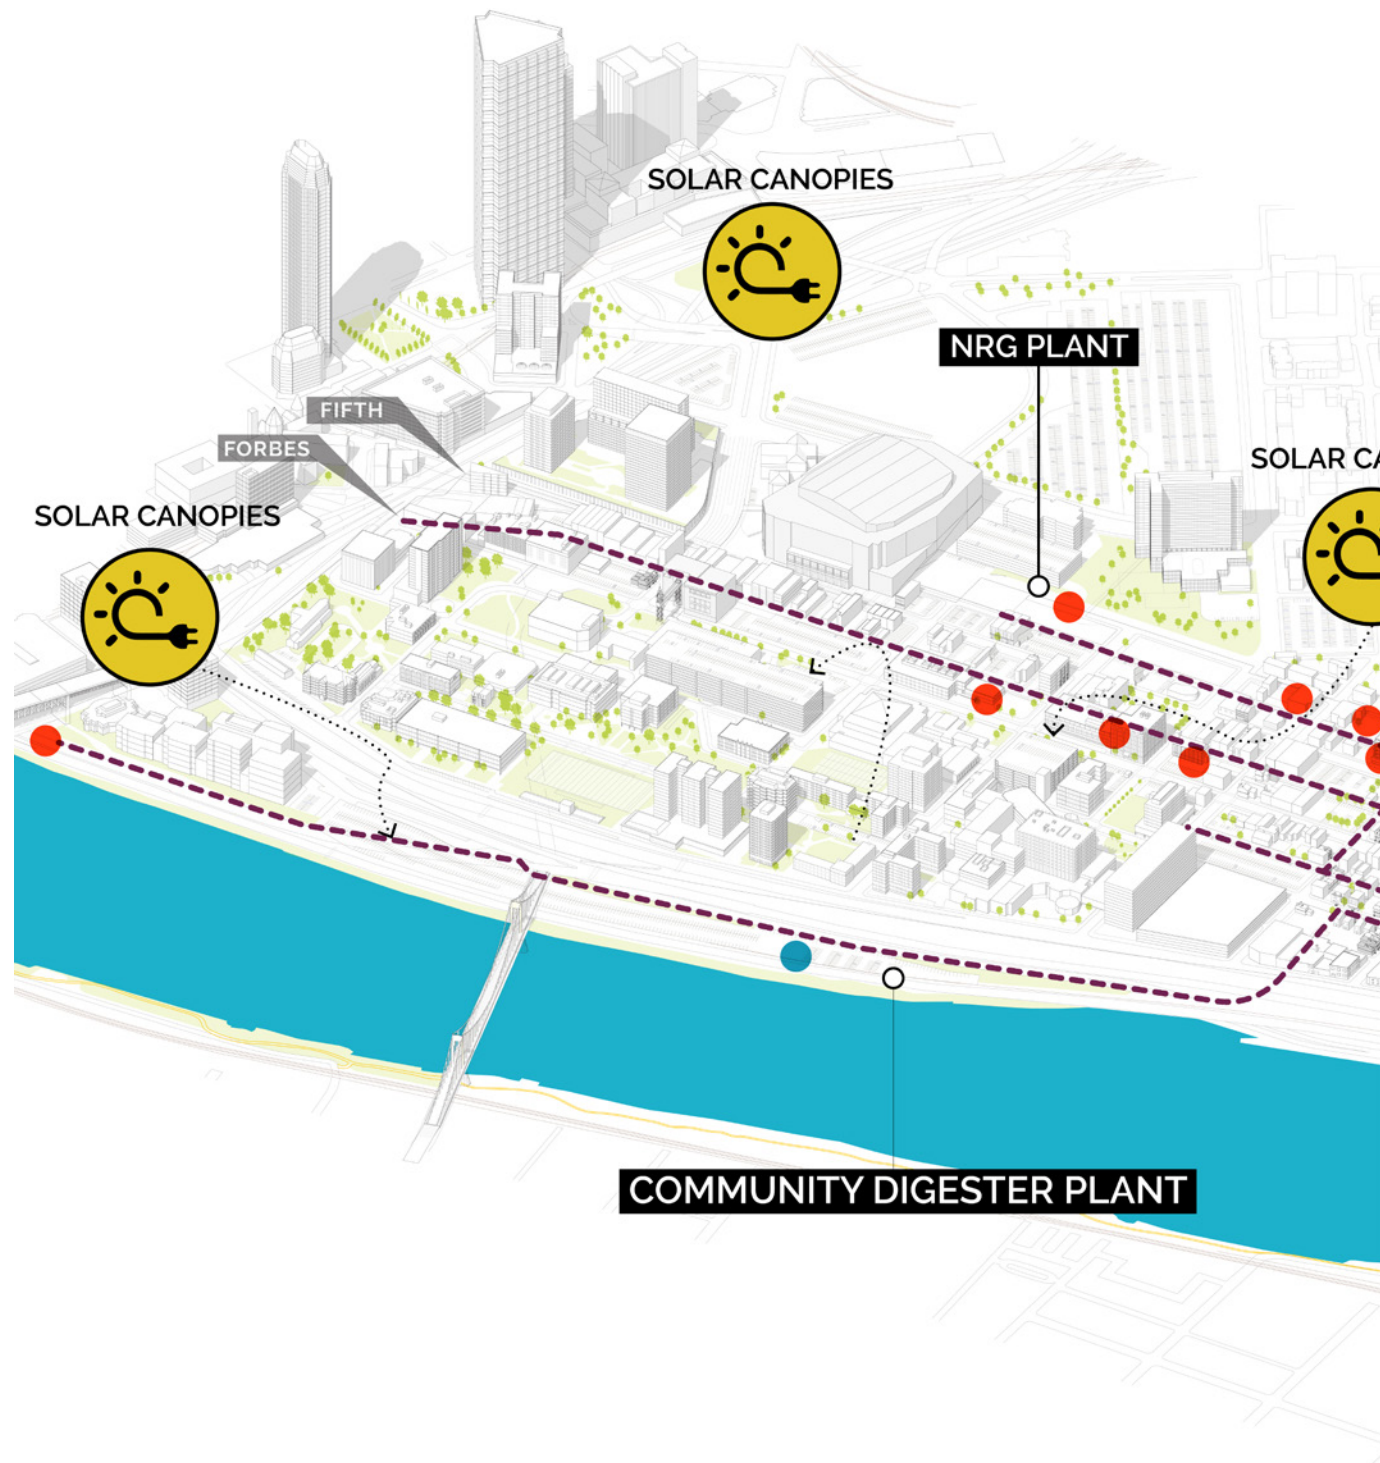 SOLAR CANOPIES
NRG PLANT
FIFTH
FORBES
SOLAR CA
SOLAR CANOPIES
COMMUNITY DIGESTER PLANT